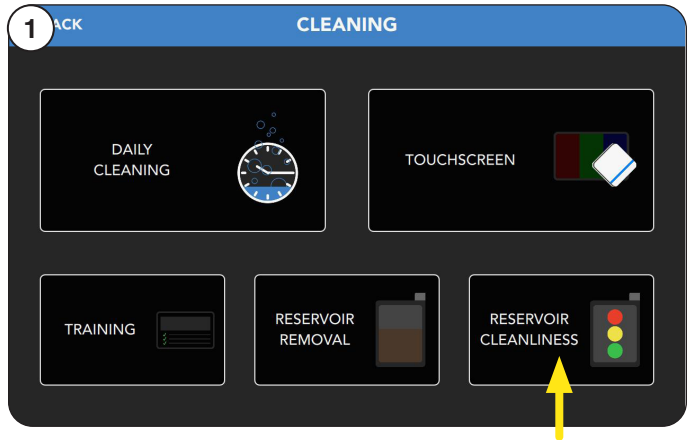 1
ACK
CLEANING
DAILY
CLEANING
TOUCHSCREEN
TRAINING
RESERVOIR
REMOVAL
RESERVOIR
CLEANLINESS